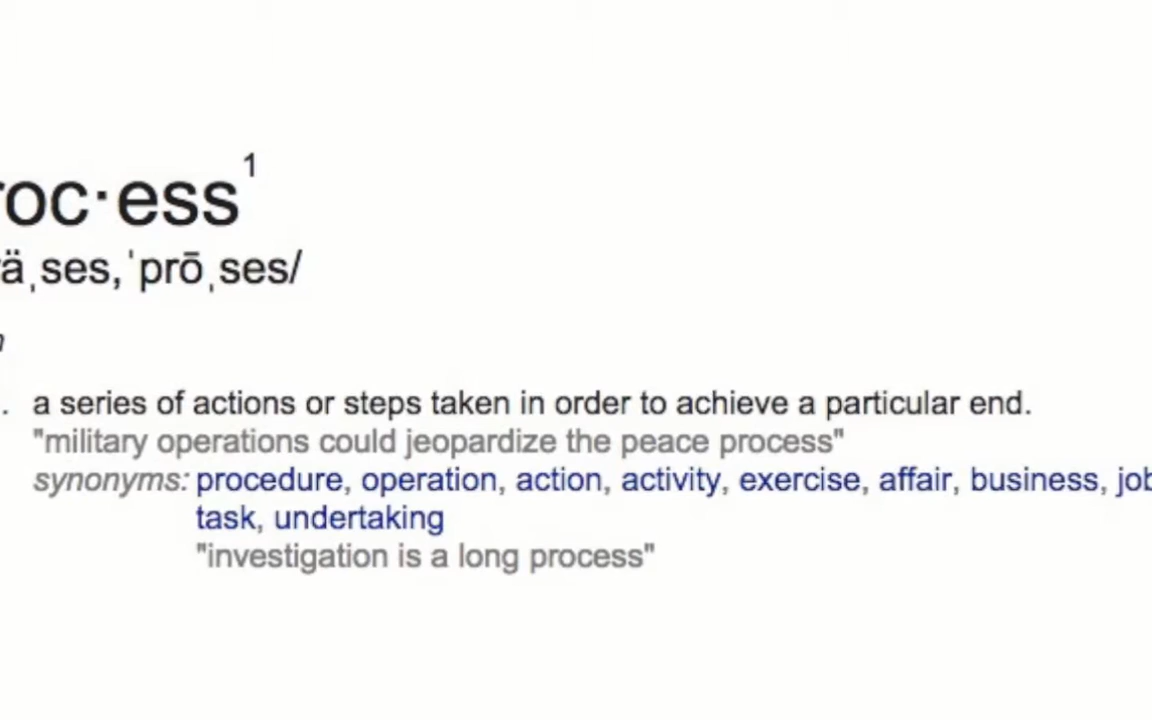 roc·ess¹
rä͵ses,ˈprō͵ses/
n
. a series of actions or steps taken in order to achieve a particular end.
"military operations could jeopardize the peace process"
synonyms: procedure, operation, action, activity, exercise, affair, business, job
task, undertaking
"investigation is a long process"